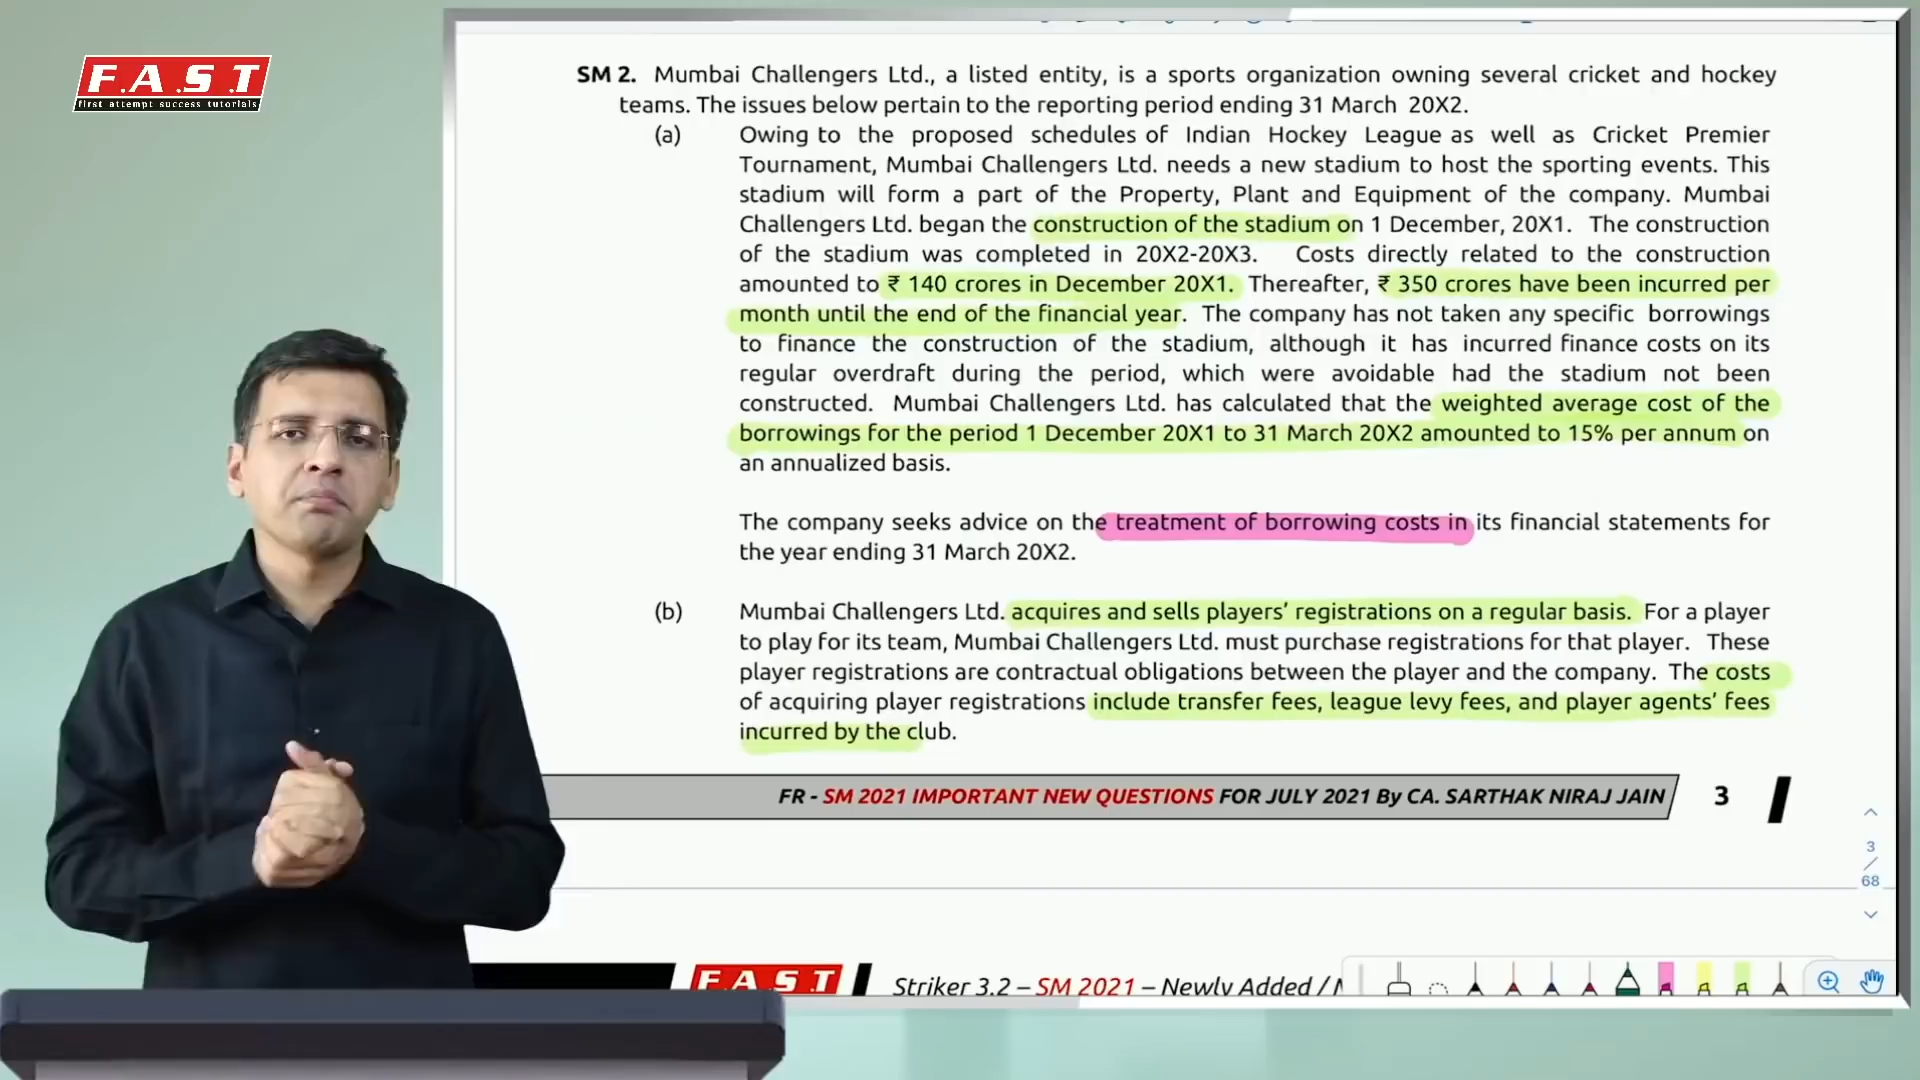 F.A.S.T
first attempt success tutorials
SM 2. Mumbai Challengers Ltd., a listed entity, is a sports organization owning several cricket and hockey
teams. The issues below pertain to the reporting period ending 31 March 20X2.
(a) Owing to the proposed schedules of Indian Hockey League as well as Cricket Premier
Tournament, Mumbai Challengers Ltd. needs a new stadium to host the sporting events. This
stadium will form a part of the Property, Plant and Equipment of the company. Mumbai
Challengers Ltd. began the construction of the stadium on 1 December, 20X1. The construction
of the stadium was completed in 20X2-20X3. Costs directly related to the construction
amounted to ₹ 140 crores in December 20X1. Thereafter, ₹ 350 crores have been incurred per
month until the end of the financial year. The company has not taken any specific borrowings
to finance the construction of the stadium, although it has incurred finance costs on its
regular overdraft during the period, which were avoidable had the stadium not been
constructed. Mumbai Challengers Ltd. has calculated that the weighted average cost of the
borrowings for the period 1 December 20X1 to 31 March 20X2 amounted to 15% per annum on
an annualized basis.
The company seeks advice on the treatment of borrowing costs in its financial statements for
the year ending 31 March 20X2.
(b) Mumbai Challengers Ltd. acquires and sells players’ registrations on a regular basis. For a player
to play for its team, Mumbai Challengers Ltd. must purchase registrations for that player. These
player registrations are contractual obligations between the player and the company. The costs
of acquiring player registrations include transfer fees, league levy fees, and player agents’ fees
incurred by the club.
FR - SM 2021 IMPORTANT NEW QUESTIONS FOR JULY 2021 By CA. SARTHAK NIRAJ JAIN 3
3
/
68
F.A.S.T Striker 3.2 – SM 2021 – Newly Added /